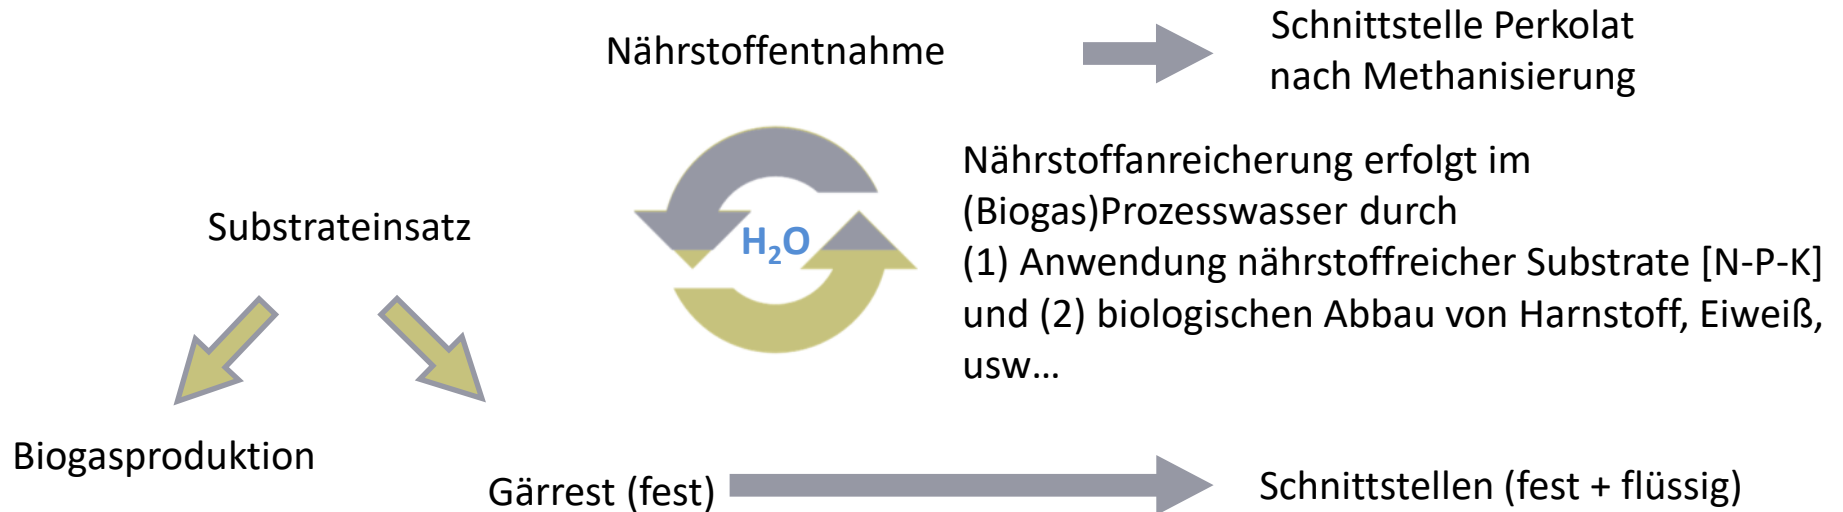 Nährstoffentnahme
Schnittstelle Perkolat
nach Methanisierung
Nährstoffanreicherung erfolgt im
(Biogas)Prozesswasser durch
(1) Anwendung nährstoffreicher Substrate [N-P-K]
und (2) biologischen Abbau von Harnstoff, Eiweiß,
usw...
Substrateinsatz
H₂O
Biogasproduktion
Gärrest (fest)
Schnittstellen (fest + flüssig)